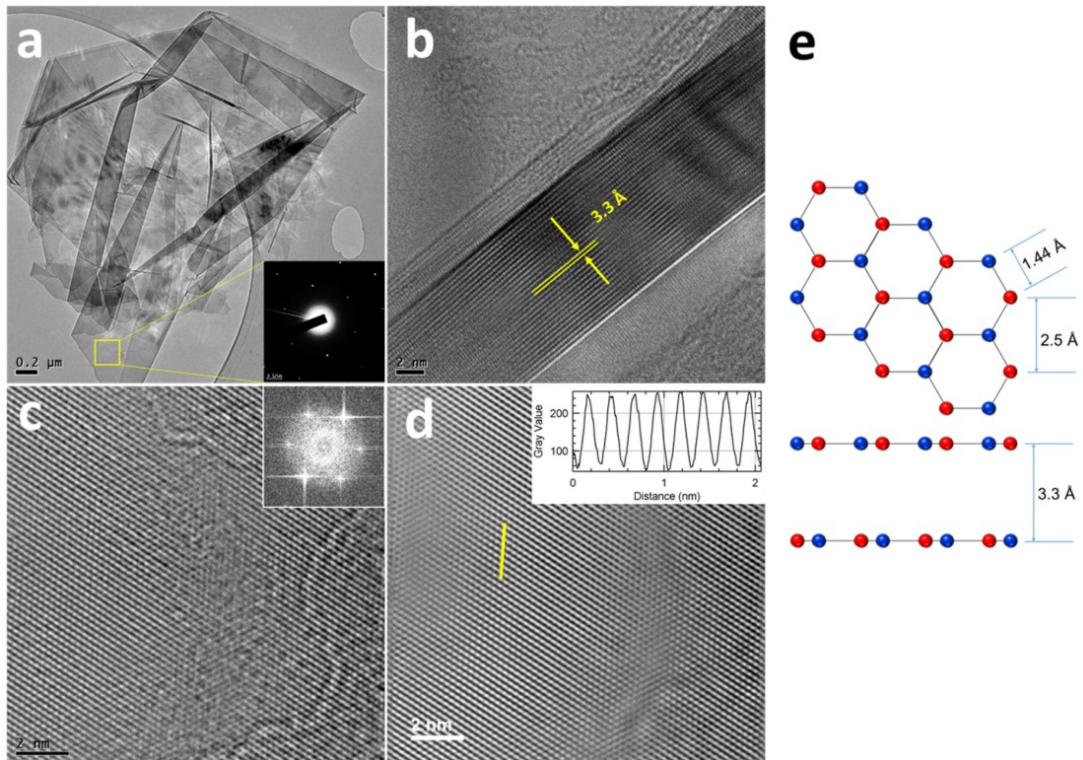 a
0.2 µm
b
3.3 Å
2 nm
c
2 nm
d
200
100
Gray Value
0
1
2
Distance (nm)
2 nm
e
1.44 Å
2.5 Å
3.3 Å